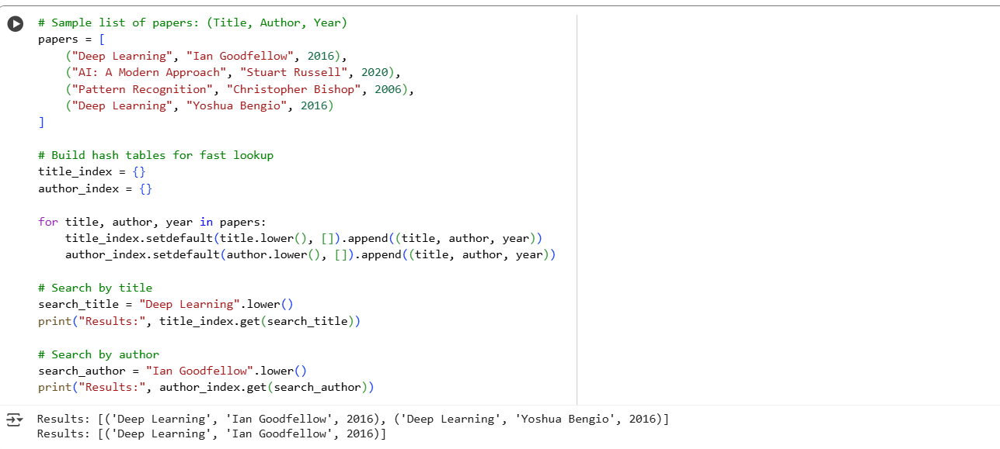 # Sample list of papers: (Title, Author, Year)
papers = [
    ("Deep Learning", "Ian Goodfellow", 2016),
    ("AI: A Modern Approach", "Stuart Russell", 2020),
    ("Pattern Recognition", "Christopher Bishop", 2006),
    ("Deep Learning", "Yoshua Bengio", 2016)
]
# Build hash tables for fast lookup
title_index = {}
author_index = {}
for title, author, year in papers:
    title_index.setdefault(title.lower(), []).append((title, author, year))
    author_index.setdefault(author.lower(), []).append((title, author, year))
# Search by title
search_title = "Deep Learning".lower()
print("Results:", title_index.get(search_title))
# Search by author
search_author = "Ian Goodfellow".lower()
print("Results:", author_index.get(search_author))
Results: [('Deep Learning', 'Ian Goodfellow', 2016), ('Deep Learning', 'Yoshua Bengio', 2016)]
Results: [('Deep Learning', 'Ian Goodfellow', 2016)]